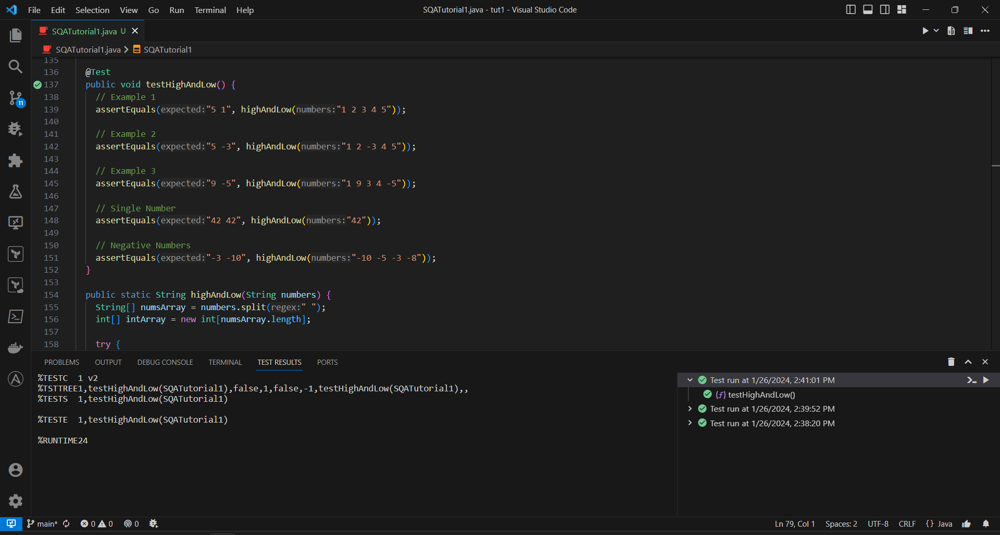 File Edit Selection View Go Run Terminal Help
SQATutorial1.java - tut1 - Visual Studio Code
SQATutorial1.java U
SQATutorial1.java > SQATutorial1
135
136 @Test
137 public void testHighAndLow() {
138 // Example 1
139 assertEquals(expected:"5 1", highAndLow(numbers:"1 2 3 4 5"));
140
141 // Example 2
142 assertEquals(expected:"5 -3", highAndLow(numbers:"1 2 -3 4 5"));
143
144 // Example 3
145 assertEquals(expected:"9 -5", highAndLow(numbers:"1 9 3 4 -5"));
146
147 // Single Number
148 assertEquals(expected:"42 42", highAndLow(numbers:"42"));
149
150 // Negative Numbers
151 assertEquals(expected:"-3 -10", highAndLow(numbers:"-10 -5 -3 -8"));
152 }
153
154 public static String highAndLow(String numbers) {
155 String[] numsArray = numbers.split(regex:" ");
156 int[] intArray = new int[numsArray.length];
157
158 try {
11
PROBLEMS OUTPUT DEBUG CONSOLE TERMINAL TEST RESULTS PORTS
%TESTC 1 v2
%TSTTREE1,testHighAndLow(SQATutorial1),false,1,false,-1,testHighAndLow(SQATutorial1),,
%TESTS 1,testHighAndLow(SQATutorial1)
%TESTE 1,testHighAndLow(SQATutorial1)
%RUNTIME24
Test run at 1/26/2024, 2:41:01 PM
(ƒ) testHighAndLow()
Test run at 1/26/2024, 2:39:52 PM
Test run at 1/26/2024, 2:38:20 PM
main* 0 0 0
Ln 79, Col 1 Spaces: 2 UTF-8 CRLF {} Java